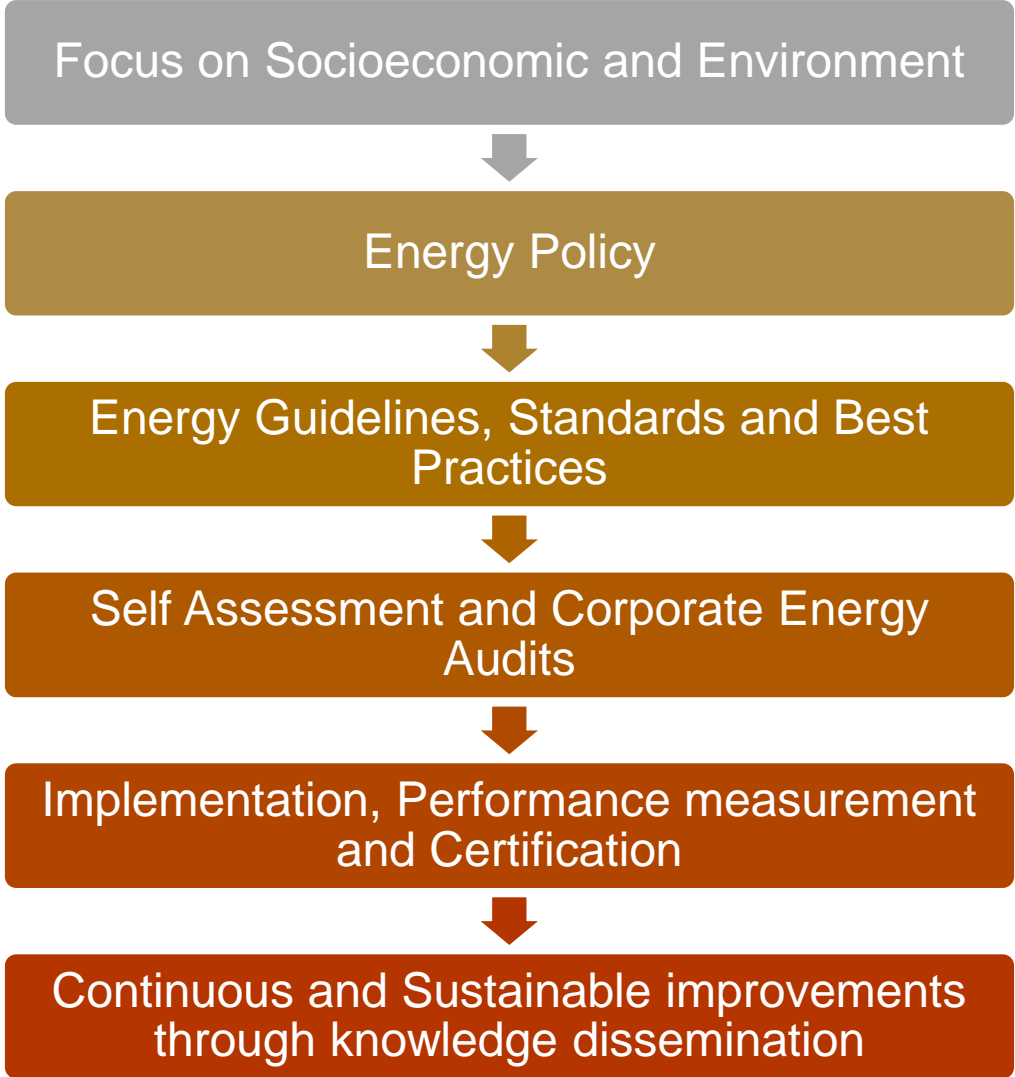 Focus on Socioeconomic and Environment
Energy Policy
Energy Guidelines, Standards and Best
Practices
Self Assessment and Corporate Energy
Audits
Implementation, Performance measurement
and Certification
Continuous and Sustainable improvements
through knowledge dissemination